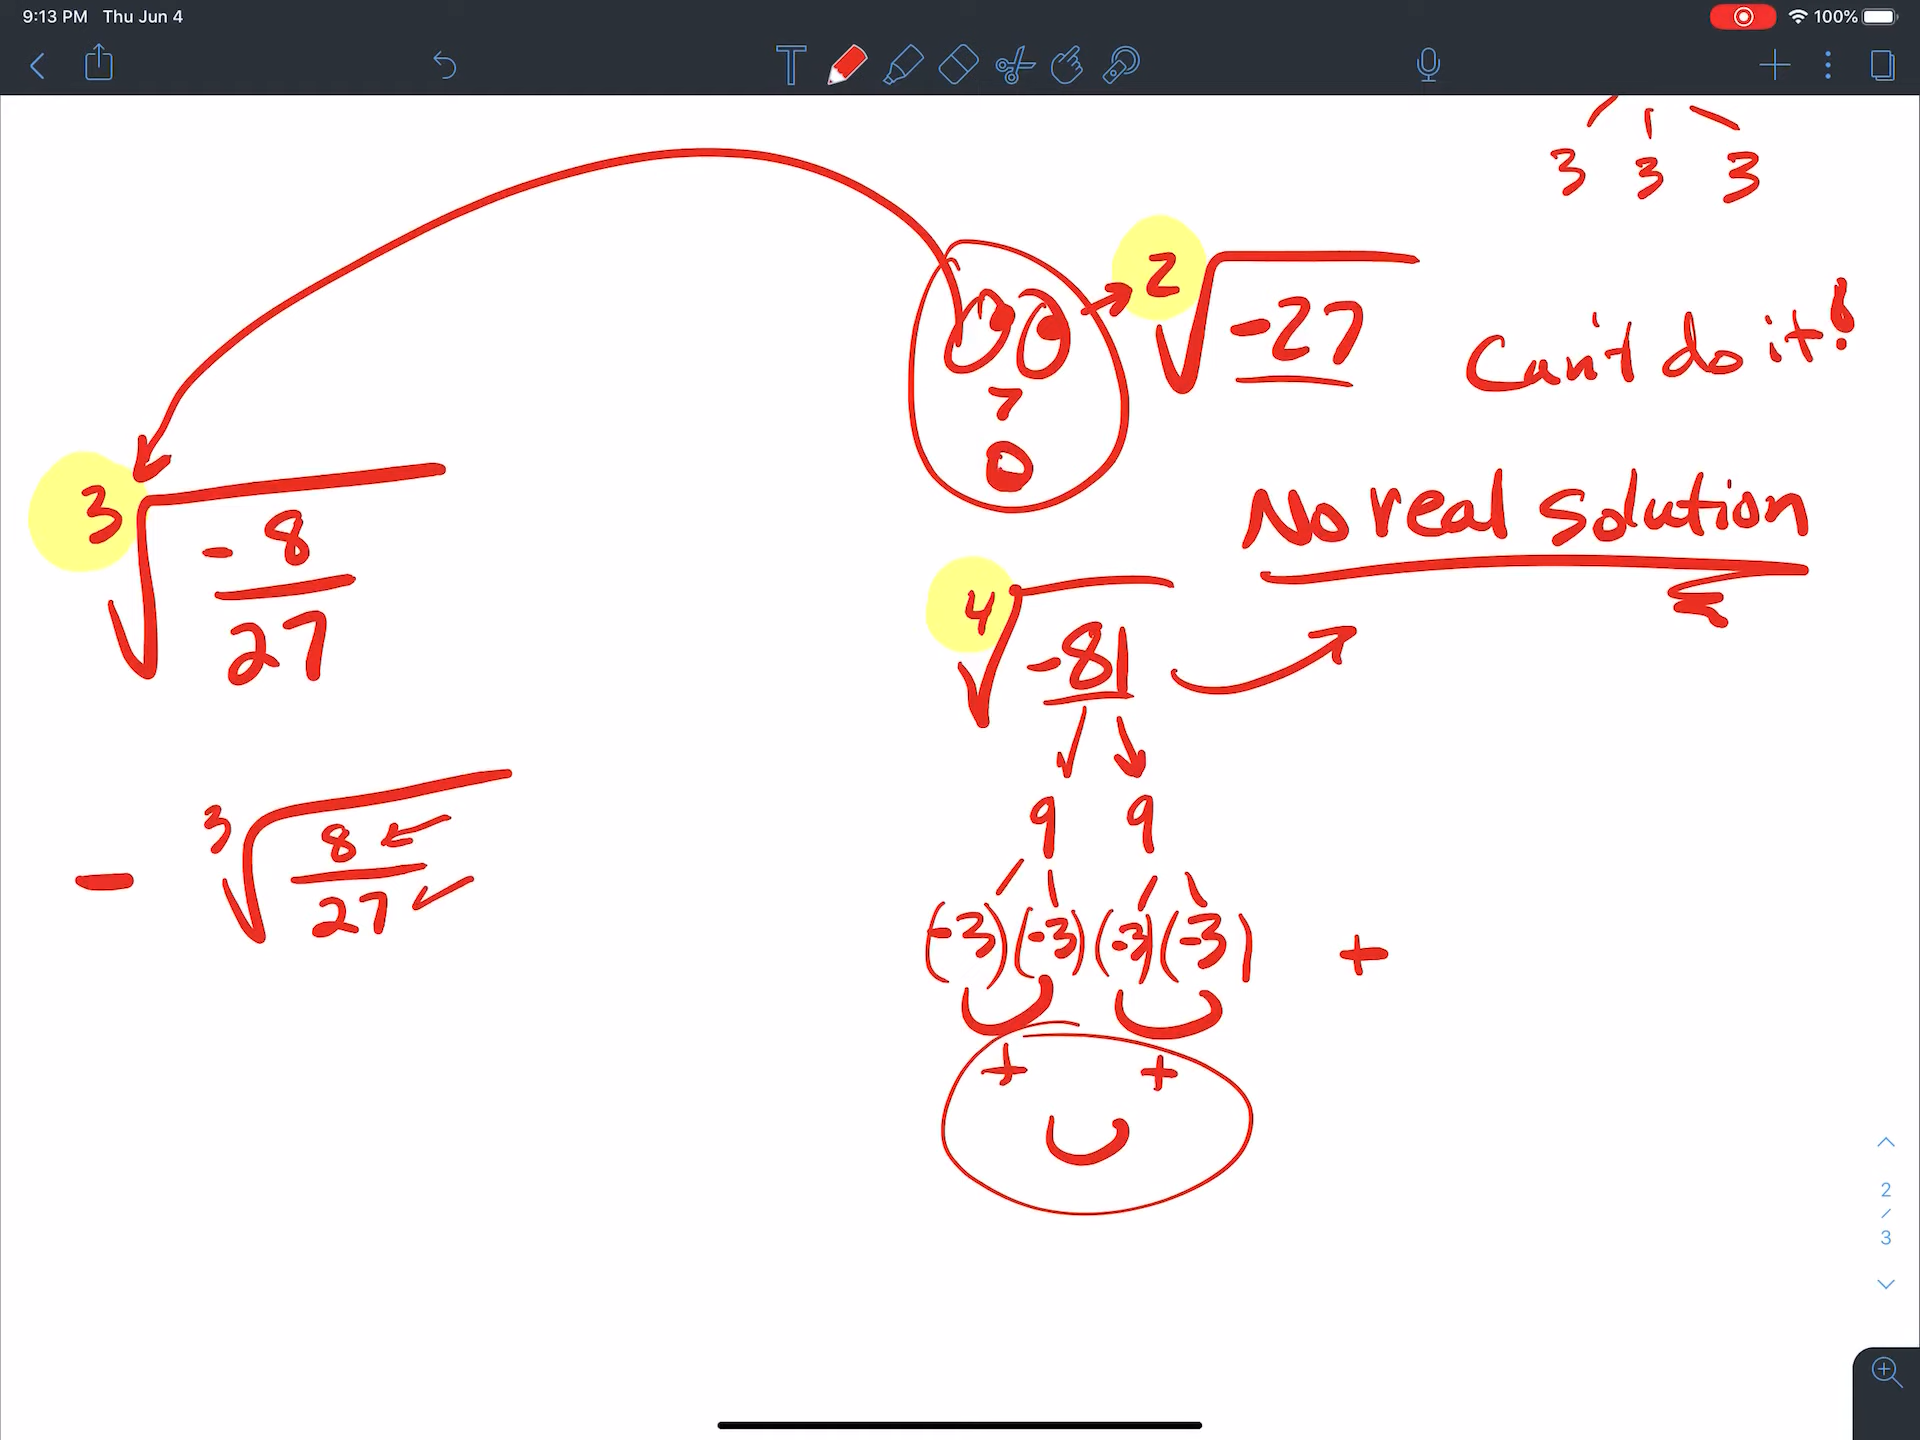 9:13 PM Thu Jun 4
100%
T
3 3 3
2√-27
Can't do it!
3√-8/27
No real solution
4√-81
- 3√8/27
9 9
(-3)(-3)(-3)(-3) +
+ +
2
/
3